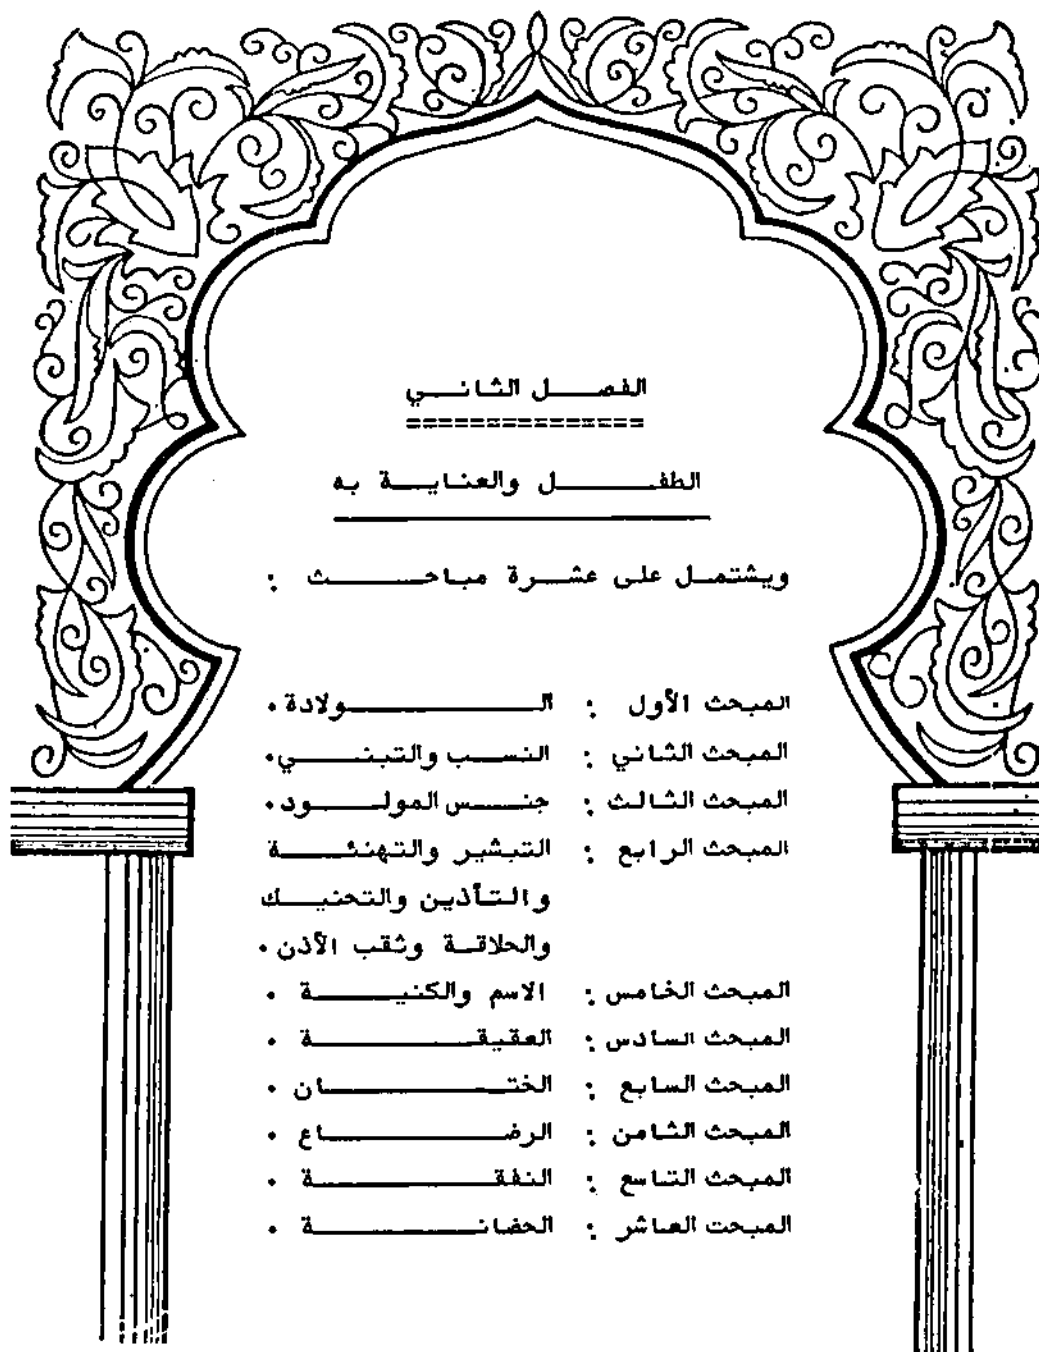 الفصل الثاني
الطفل والعناية به
ويشتمل على عشرة مباحث :
المبحث الأول : الولادة .
المبحث الثاني : النسب والتبني .
المبحث الثالث : جنس المولود .
المبحث الرابع : التبشير والتهنئة
والتأذين والتحنيك
والحلاقة وثقب الأذن .
المبحث الخامس : الاسم والكنية .
المبحث السادس : العقيقة .
المبحث السابع : الختان .
المبحث الثامن : الرضاع .
المبحث التاسع : النفقة .
المبحث العاشر : الحضانة .